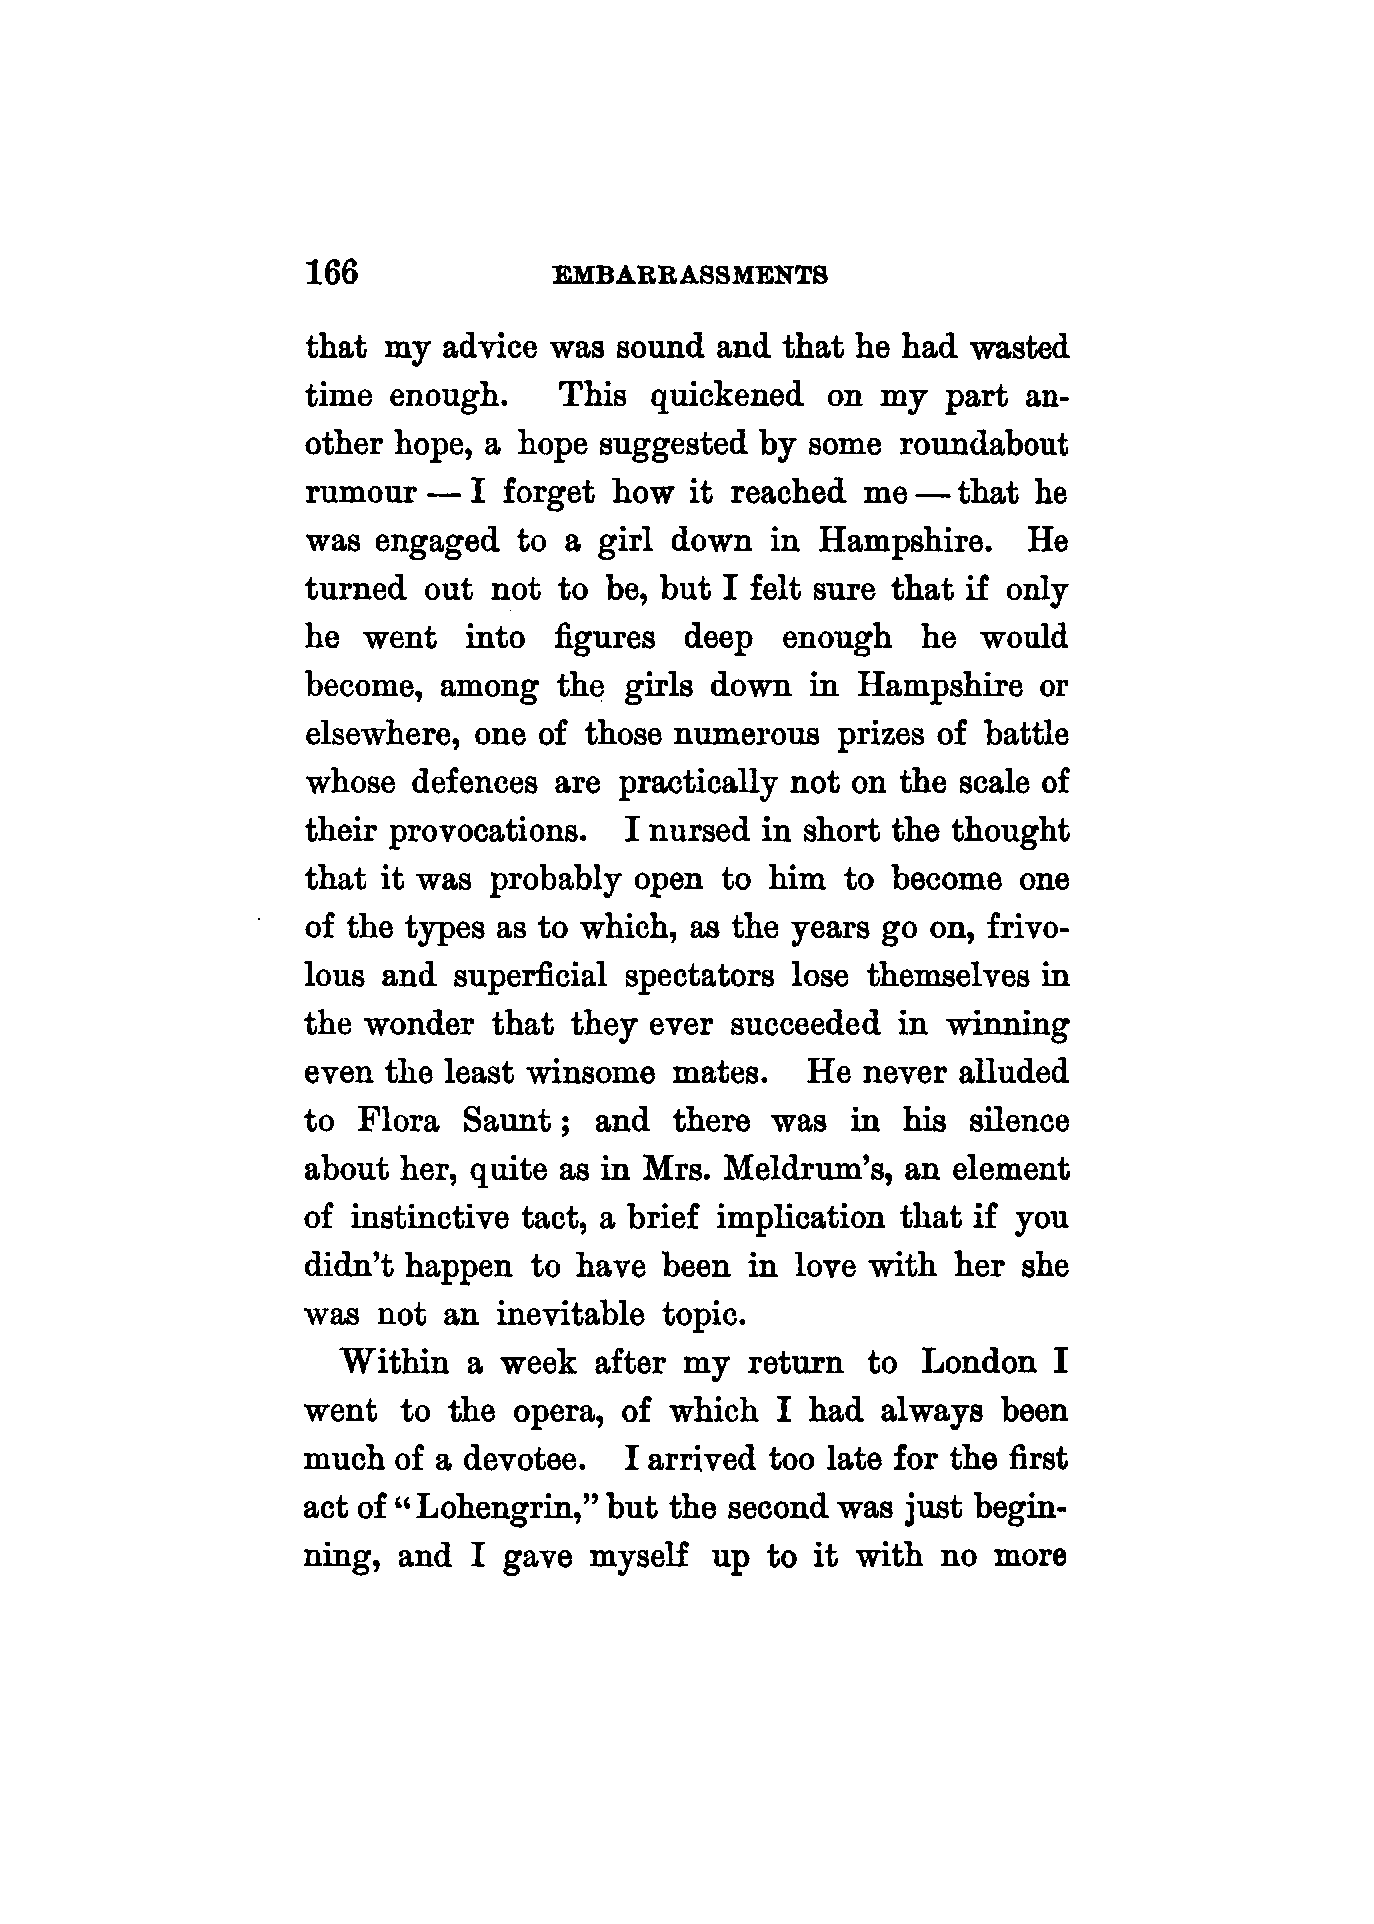 166 EMBARRASSMENTS
that my advice was sound and that he had wasted
time enough. This quickened on my part an-
other hope, a hope suggested by some roundabout
rumour — I forget how it reached me — that he
was engaged to a girl down in Hampshire. He
turned out not to be, but I felt sure that if only
he went into figures deep enough he would
become, among the girls down in Hampshire or
elsewhere, one of those numerous prizes of battle
whose defences are practically not on the scale of
their provocations. I nursed in short the thought
that it was probably open to him to become one
of the types as to which, as the years go on, frivo-
lous and superficial spectators lose themselves in
the wonder that they ever succeeded in winning
even the least winsome mates. He never alluded
to Flora Saunt; and there was in his silence
about her, quite as in Mrs. Meldrum's, an element
of instinctive tact, a brief implication that if you
didn't happen to have been in love with her she
was not an inevitable topic.
Within a week after my return to London I
went to the opera, of which I had always been
much of a devotee. I arrived too late for the first
act of "Lohengrin," but the second was just begin-
ning, and I gave myself up to it with no more